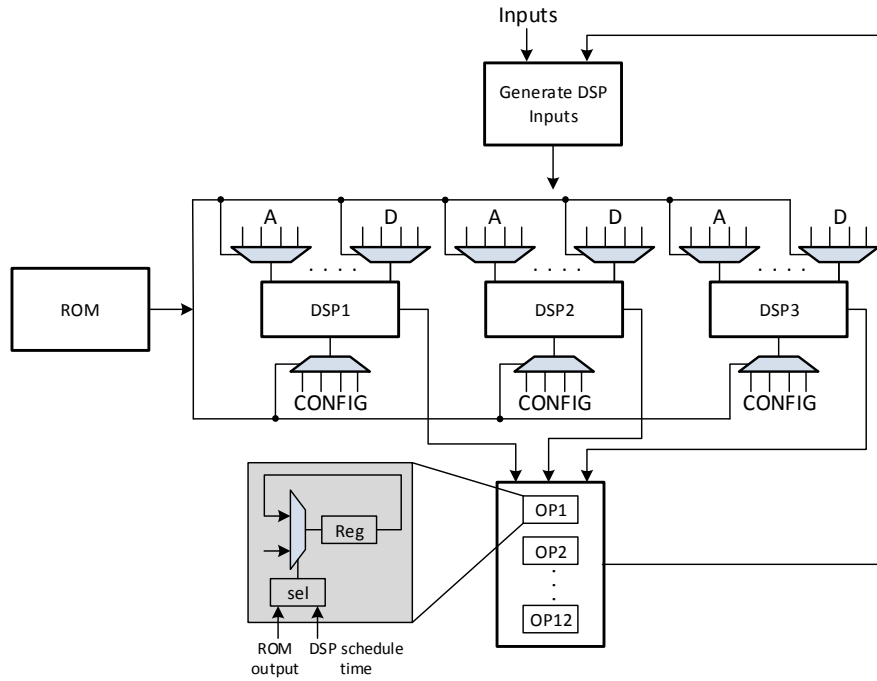 Inputs
Generate DSP
Inputs
A
D
A
D
A
D
. . . .
. . . .
. . . .
ROM
DSP1
DSP2
DSP3
CONFIG
CONFIG
CONFIG
OP1
Reg
OP2
sel
OP12
ROM
output
DSP schedule
time